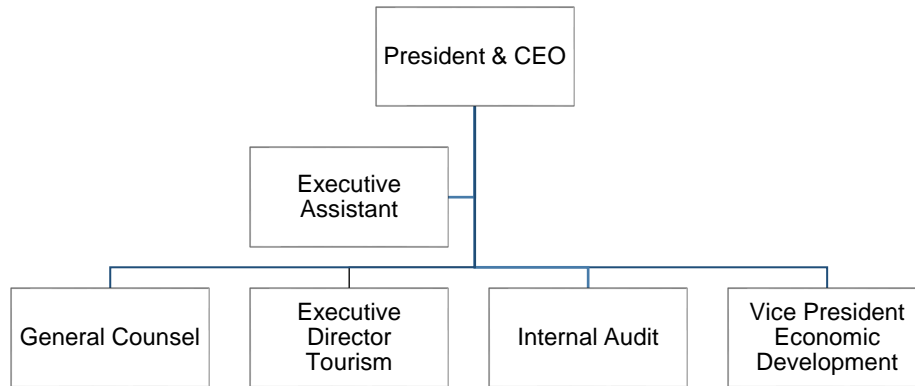 President & CEO
Executive
Assistant
General Counsel
Executive
Director
Tourism
Internal Audit
Vice President
Economic
Development